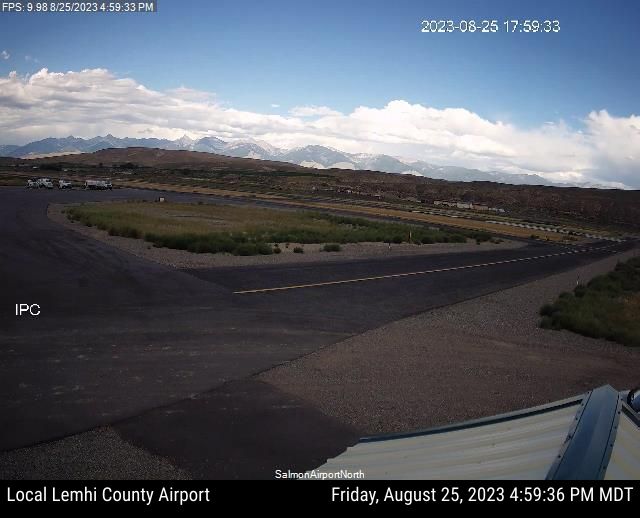 FPS: 9.98 8/25/2023 4:59:33 PM
2023-08-25 17:59:33
IPC
SalmonAirportNorth
Local Lemhi County Airport Friday, August 25, 2023 4:59:36 PM MDT